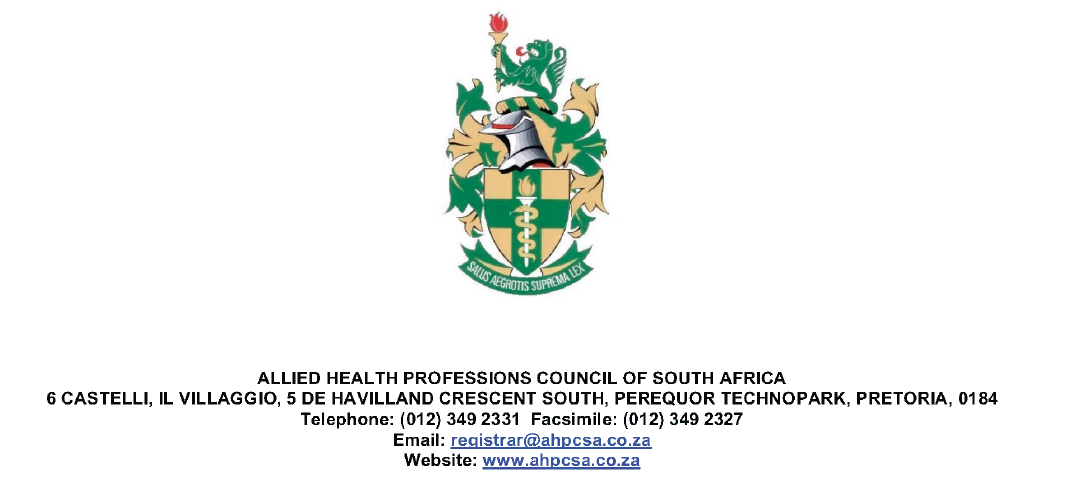 SALUS AEGROTIS SUPREMA LEX
ALLIED HEALTH PROFESSIONS COUNCIL OF SOUTH AFRICA
6 CASTELLI, IL VILLAGGIO, 5 DE HAVILLAND CRESCENT SOUTH, PEREQUOR TECHNOPARK, PRETORIA, 0184
Telephone: (012) 349 2331 Facsimile: (012) 349 2327
Email: registrar@ahpcsa.co.za
Website: www.ahpcsa.co.za